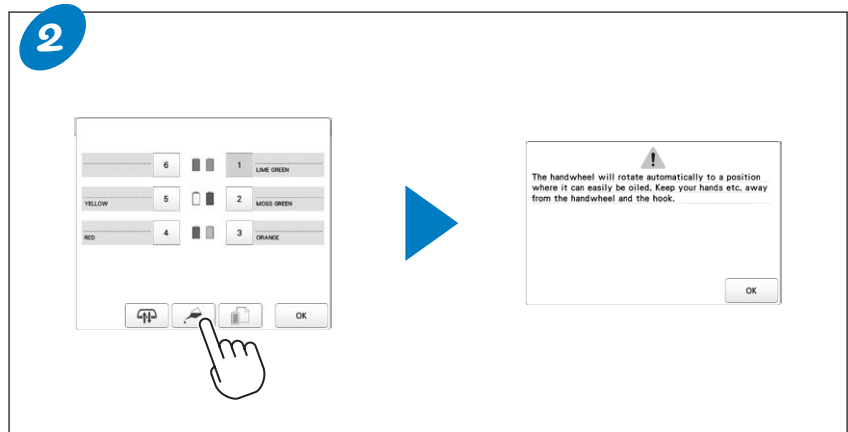 2
6 1 LIME GREEN
YELLOW 5 2 MOSS GREEN
RED 4 3 ORANGE
OK
The handwheel will rotate automatically to a position
where it can easily be oiled. Keep your hands etc. away
from the handwheel and the hook.
OK